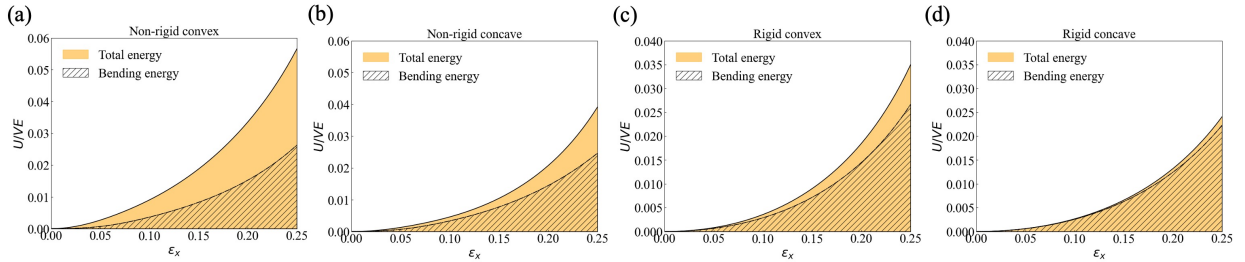 (a)
Non-rigid convex
0.06
0.05
0.04
0.03
0.02
0.01
0.00
U/VE
Total energy
Bending energy
0.00 0.05 0.10 0.15 0.20 0.25
εx
(b)
Non-rigid concave
0.06
0.05
0.04
0.03
0.02
0.01
0.00
U/VE
Total energy
Bending energy
0.00 0.05 0.10 0.15 0.20 0.25
εx
(c)
Rigid convex
0.040
0.035
0.030
0.025
0.020
0.015
0.010
0.005
0.000
U/VE
Total energy
Bending energy
0.00 0.05 0.10 0.15 0.20 0.25
εx
(d)
Rigid concave
0.040
0.035
0.030
0.025
0.020
0.015
0.010
0.005
0.000
U/VE
Total energy
Bending energy
0.00 0.05 0.10 0.15 0.20 0.25
εx